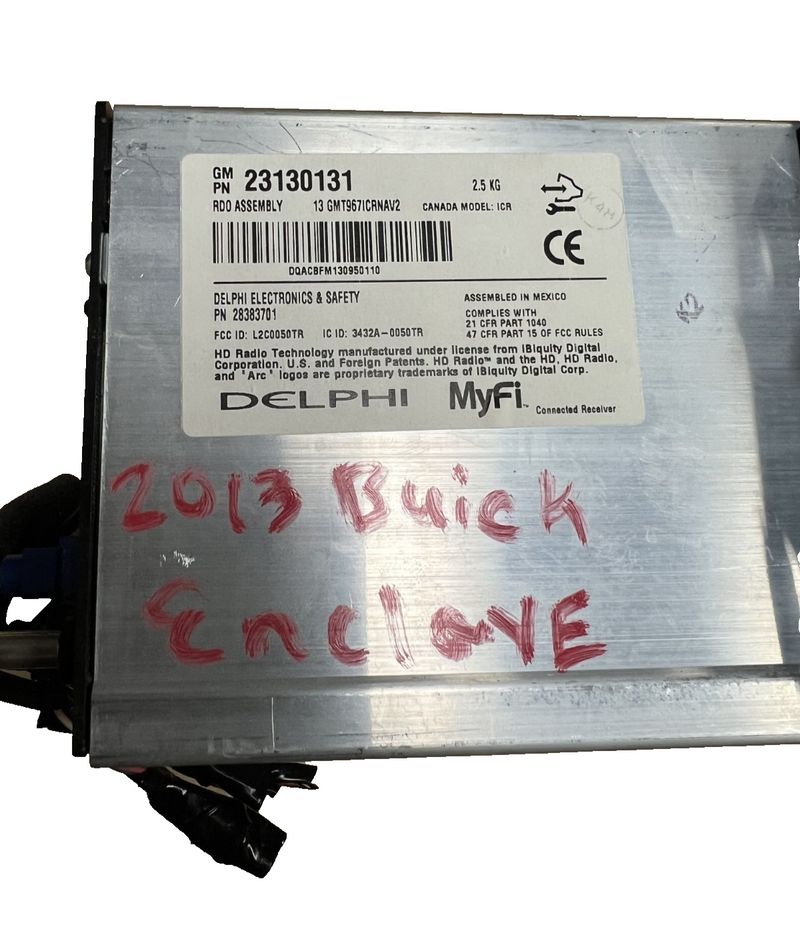 GM PN 23130131 2.5 KG
RDO ASSEMBLY 13 GMT967ICRNAV2 CANADA MODEL: ICR
DQACBFM130950110
DELPHI ELECTRONICS & SAFETY
PN 28383701
FCC ID: L2C0050TR IC ID: 3432A-0050TR
ASSEMBLED IN MEXICO
COMPLIES WITH
21 CFR PART 1040
47 CFR PART 15 OF FCC RULES
HD Radio Technology manufactured under license from iBiquity Digital
Corporation, U.S. and Foreign Patents. HD Radio™ and the HD, HD Radio,
and "Arc" logos are proprietary trademarks of iBiquity Digital Corp.
DELPHI MyFi™ Connected Receiver
CE
2013 Buick
EnclaVE